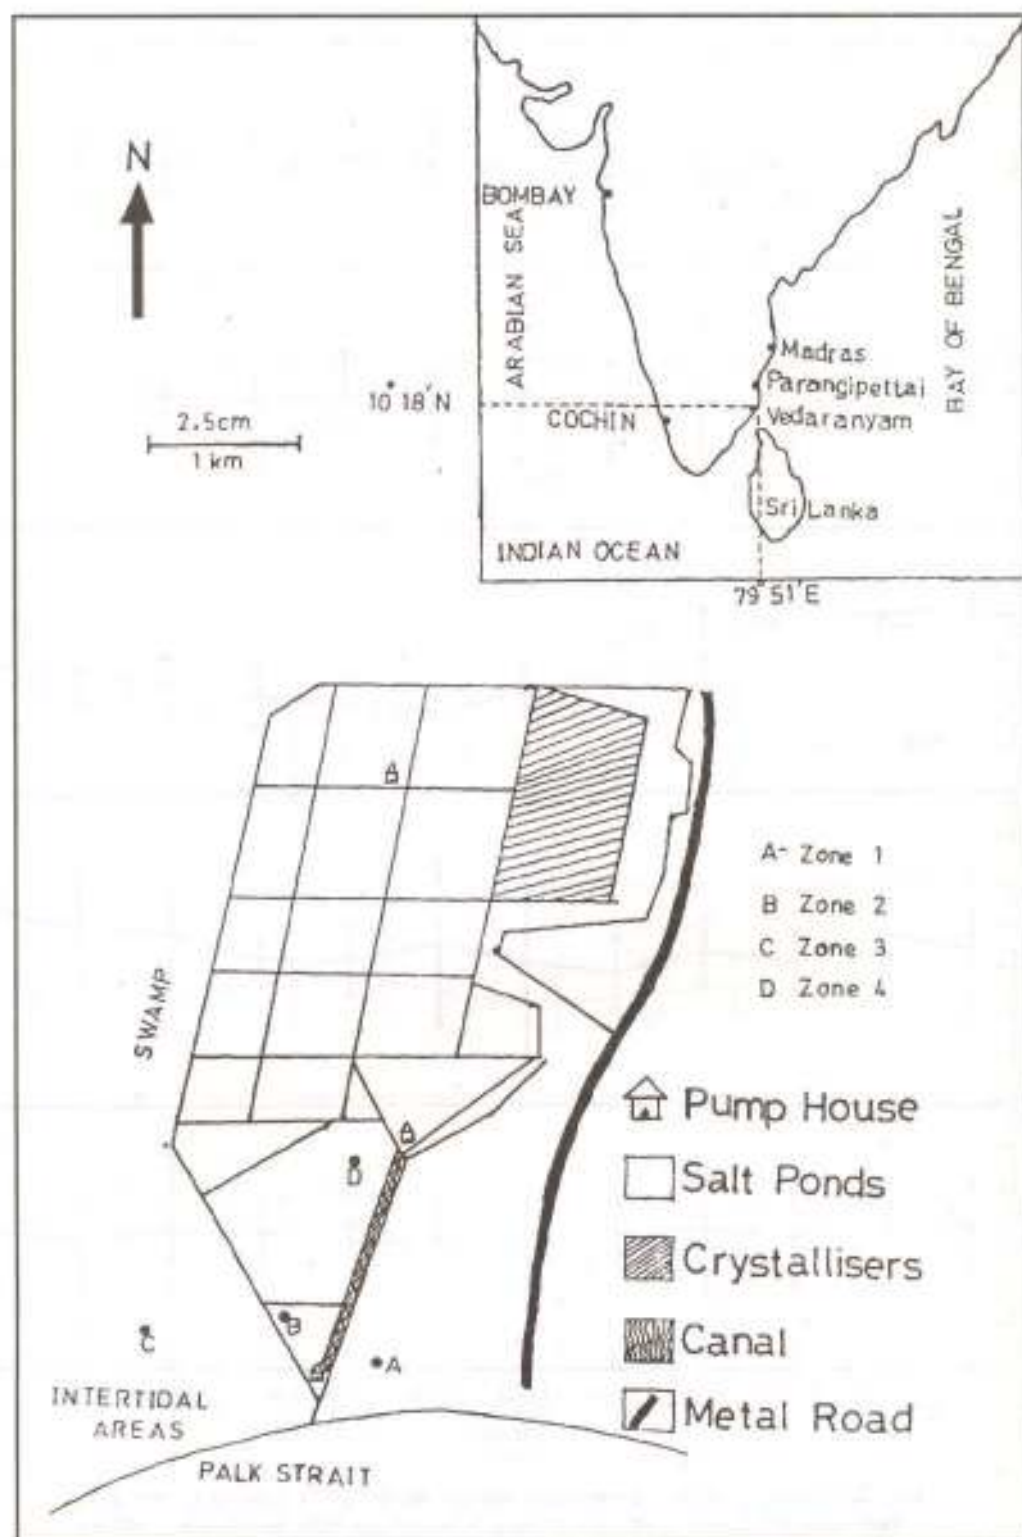 N
BOMBAY
ARABIAN SEA
BAY OF BENGAL
Madras
Parangipettai
10°18'N
Vedaranyam
COCHIN
2.5cm
1 km
Sri Lanka
INDIAN OCEAN
79°51'E
A- Zone 1
B Zone 2
C Zone 3
D Zone 4
SWAMP
Pump House
D
Salt Ponds
Crystallisers
B
C
Canal
A
INTERTIDAL
AREAS
Metal Road
PALK STRAIT